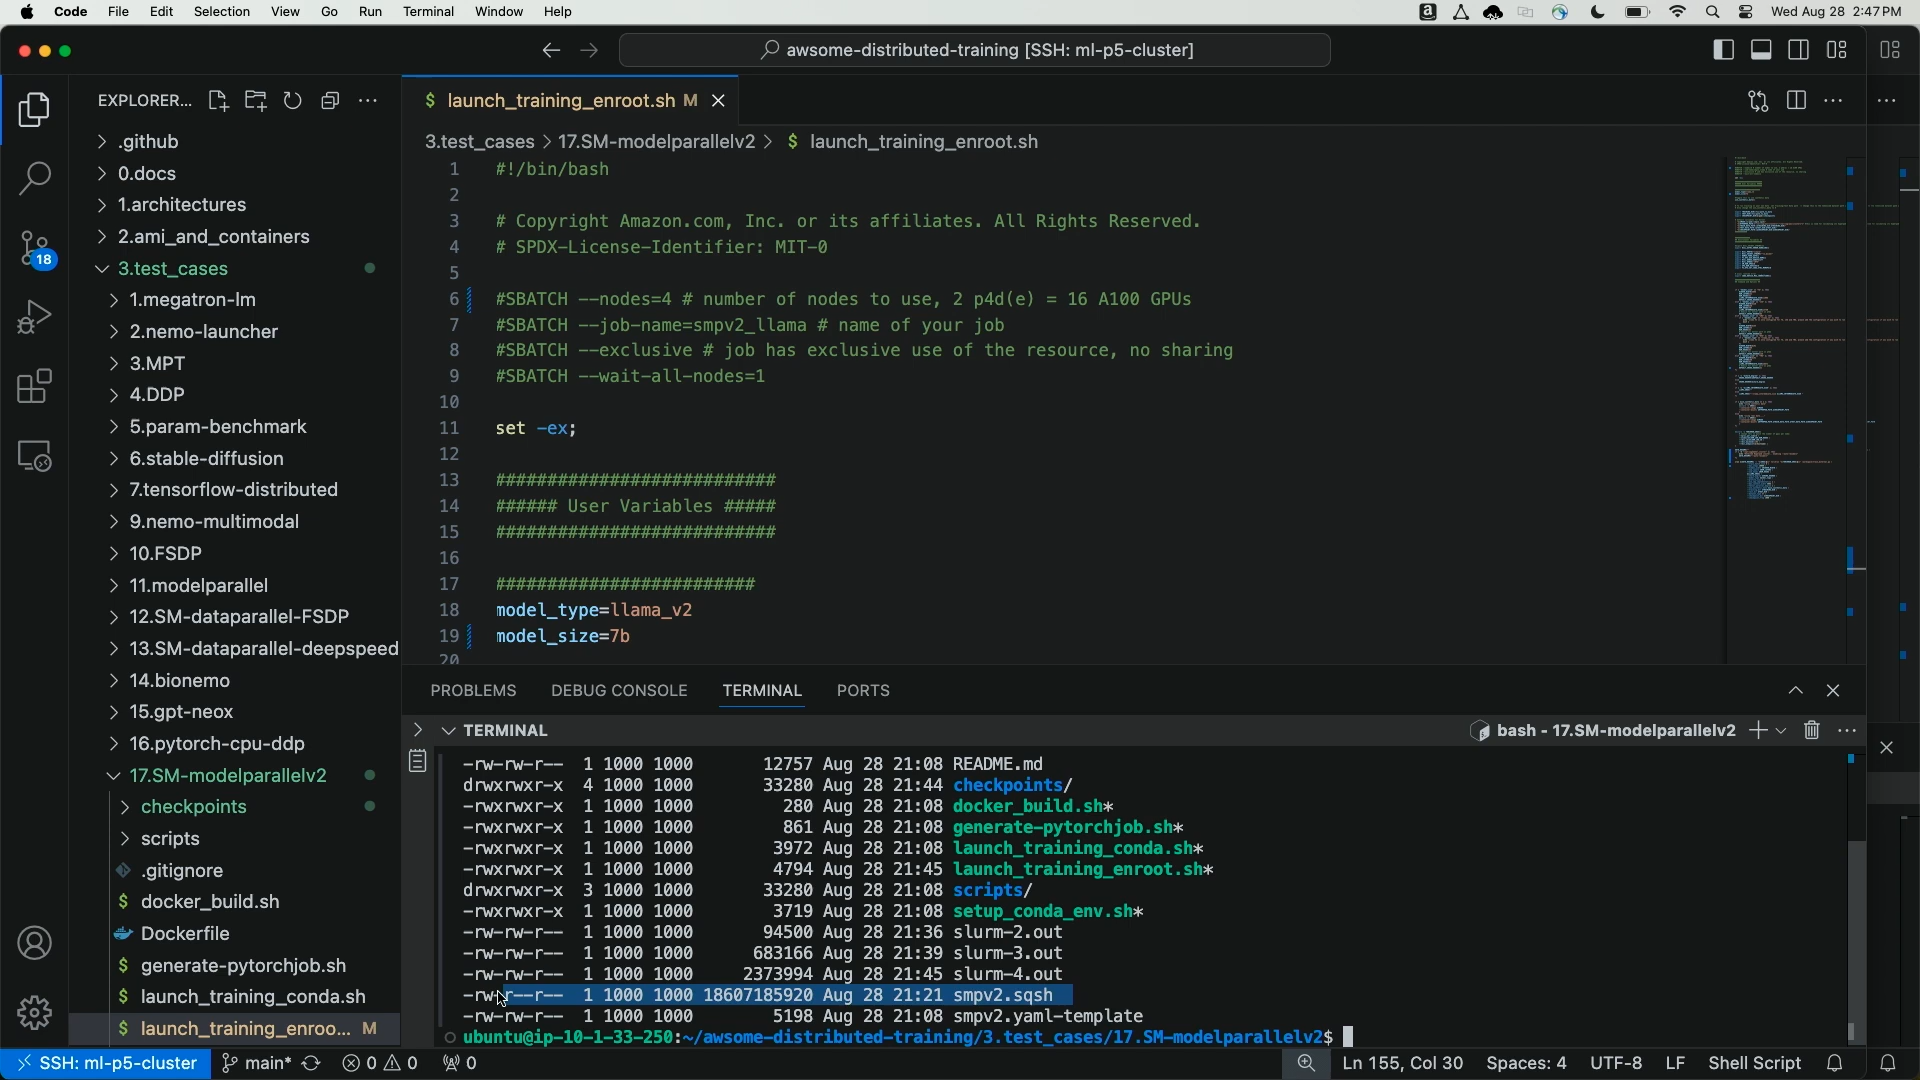 Code File Edit Selection View Go Run Terminal Window Help
Wed Aug 28 2:47 PM
awsome-distributed-training [SSH: ml-p5-cluster]
EXPLORER...
.github
0.docs
1.architectures
2.ami_and_containers
3.test_cases
1.megatron-lm
2.nemo-launcher
3.MPT
4.DDP
5.param-benchmark
6.stable-diffusion
7.tensorflow-distributed
9.nemo-multimodal
10.FSDP
11.modelparallel
12.SM-dataparallel-FSDP
13.SM-dataparallel-deepspeed
14.bionemo
15.gpt-neox
16.pytorch-cpu-ddp
17.SM-modelparallelv2
checkpoints
scripts
.gitignore
$ docker_build.sh
Dockerfile
$ generate-pytorchjob.sh
$ launch_training_conda.sh
$ launch_training_enroo... M
18
$ launch_training_enroot.sh M
3.test_cases > 17.SM-modelparallelv2 > $ launch_training_enroot.sh
1 #!/bin/bash
2
3 # Copyright Amazon.com, Inc. or its affiliates. All Rights Reserved.
4 # SPDX-License-Identifier: MIT-0
5
6 #SBATCH --nodes=4 # number of nodes to use, 2 p4d(e) = 16 A100 GPUs
7 #SBATCH --job-name=smpv2_llama # name of your job
8 #SBATCH --exclusive # job has exclusive use of the resource, no sharing
9 #SBATCH --wait-all-nodes=1
10
11 set -ex;
12
13 ###########################
14 ###### User Variables #####
15 ###########################
16
17 #########################
18 model_type=llama_v2
19 model_size=7b
20
PROBLEMS DEBUG CONSOLE TERMINAL PORTS
TERMINAL
bash - 17.SM-modelparallelv2
-rw-rw-r-- 1 1000 1000 12757 Aug 28 21:08 README.md
drwxrwxr-x 4 1000 1000 33280 Aug 28 21:44 checkpoints/
-rwxrwxr-x 1 1000 1000 280 Aug 28 21:08 docker_build.sh*
-rwxrwxr-x 1 1000 1000 861 Aug 28 21:08 generate-pytorchjob.sh*
-rwxrwxr-x 1 1000 1000 3972 Aug 28 21:08 launch_training_conda.sh*
-rwxrwxr-x 1 1000 1000 4794 Aug 28 21:45 launch_training_enroot.sh*
drwxrwxr-x 3 1000 1000 33280 Aug 28 21:08 scripts/
-rwxrwxr-x 1 1000 1000 3719 Aug 28 21:08 setup_conda_env.sh*
-rw-rw-r-- 1 1000 1000 94500 Aug 28 21:36 slurm-2.out
-rw-rw-r-- 1 1000 1000 683166 Aug 28 21:39 slurm-3.out
-rw-rw-r-- 1 1000 1000 2373994 Aug 28 21:45 slurm-4.out
-rw-r--r-- 1 1000 1000 18607185920 Aug 28 21:21 smpv2.sqsh
-rw-rw-r-- 1 1000 1000 5198 Aug 28 21:08 smpv2.yaml-template
ubuntu@ip-10-1-33-250:~/awsome-distributed-training/3.test_cases/17.SM-modelparallelv2$
SSH: ml-p5-cluster main* 0 0 0 Ln 155, Col 30 Spaces: 4 UTF-8 LF Shell Script